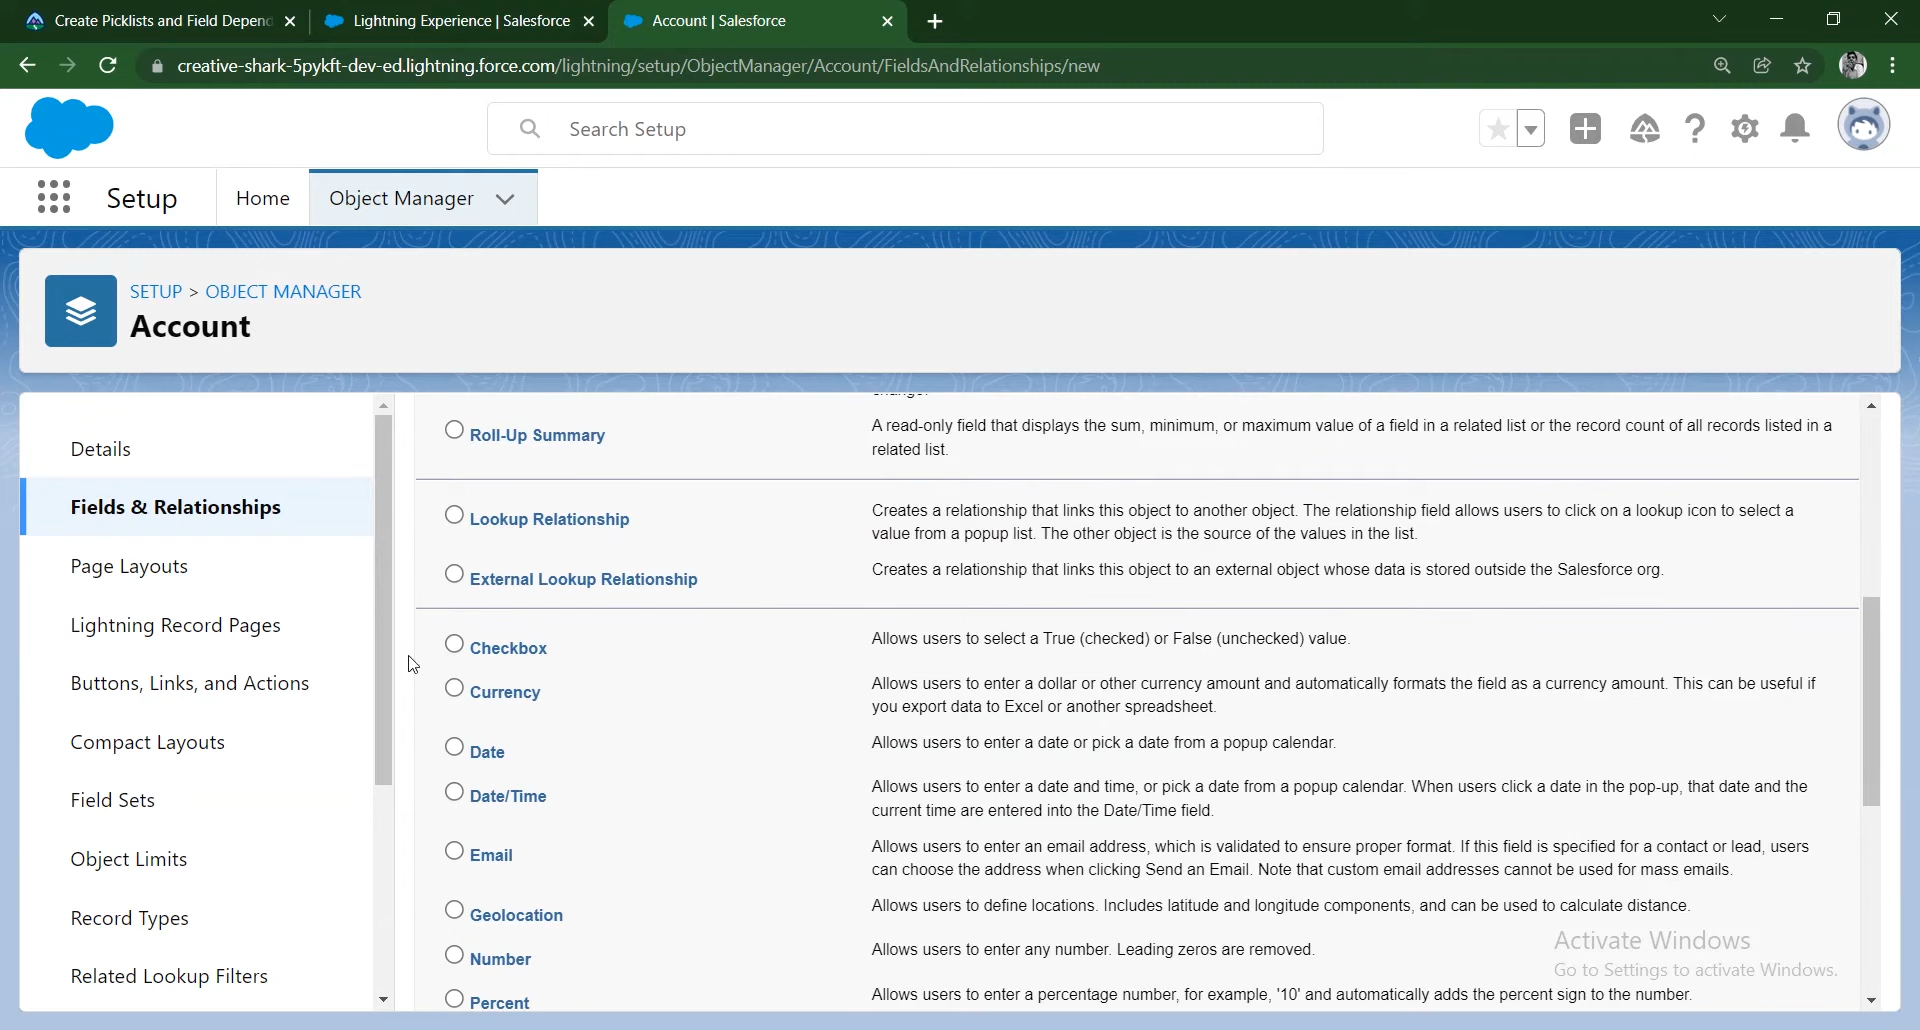 Create Picklists and Field Depend
Lightning Experience | Salesforce
Account | Salesforce
creative-shark-5pykft-dev-ed.lightning.force.com/lightning/setup/ObjectManager/Account/FieldsAndRelationships/new
Search Setup
Setup
Home
Object Manager
SETUP > OBJECT MANAGER
Account
Details
Fields & Relationships
Page Layouts
Lightning Record Pages
Buttons, Links, and Actions
Compact Layouts
Field Sets
Object Limits
Record Types
Related Lookup Filters
Roll-Up Summary
A read-only field that displays the sum, minimum, or maximum value of a field in a related list or the record count of all records listed in a
related list.
Lookup Relationship
Creates a relationship that links this object to another object. The relationship field allows users to click on a lookup icon to select a
value from a popup list. The other object is the source of the values in the list.
External Lookup Relationship
Creates a relationship that links this object to an external object whose data is stored outside the Salesforce org.
Checkbox
Allows users to select a True (checked) or False (unchecked) value.
Currency
Allows users to enter a dollar or other currency amount and automatically formats the field as a currency amount. This can be useful if
you export data to Excel or another spreadsheet.
Date
Allows users to enter a date or pick a date from a popup calendar.
Date/Time
Allows users to enter a date and time, or pick a date from a popup calendar. When users click a date in the pop-up, that date and the
current time are entered into the Date/Time field.
Email
Allows users to enter an email address, which is validated to ensure proper format. If this field is specified for a contact or lead, users
can choose the address when clicking Send an Email. Note that custom email addresses cannot be used for mass emails.
Geolocation
Allows users to define locations. Includes latitude and longitude components, and can be used to calculate distance.
Number
Allows users to enter any number. Leading zeros are removed.
Percent
Allows users to enter a percentage number, for example, '10' and automatically adds the percent sign to the number.
Activate Windows
Go to Settings to activate Windows.